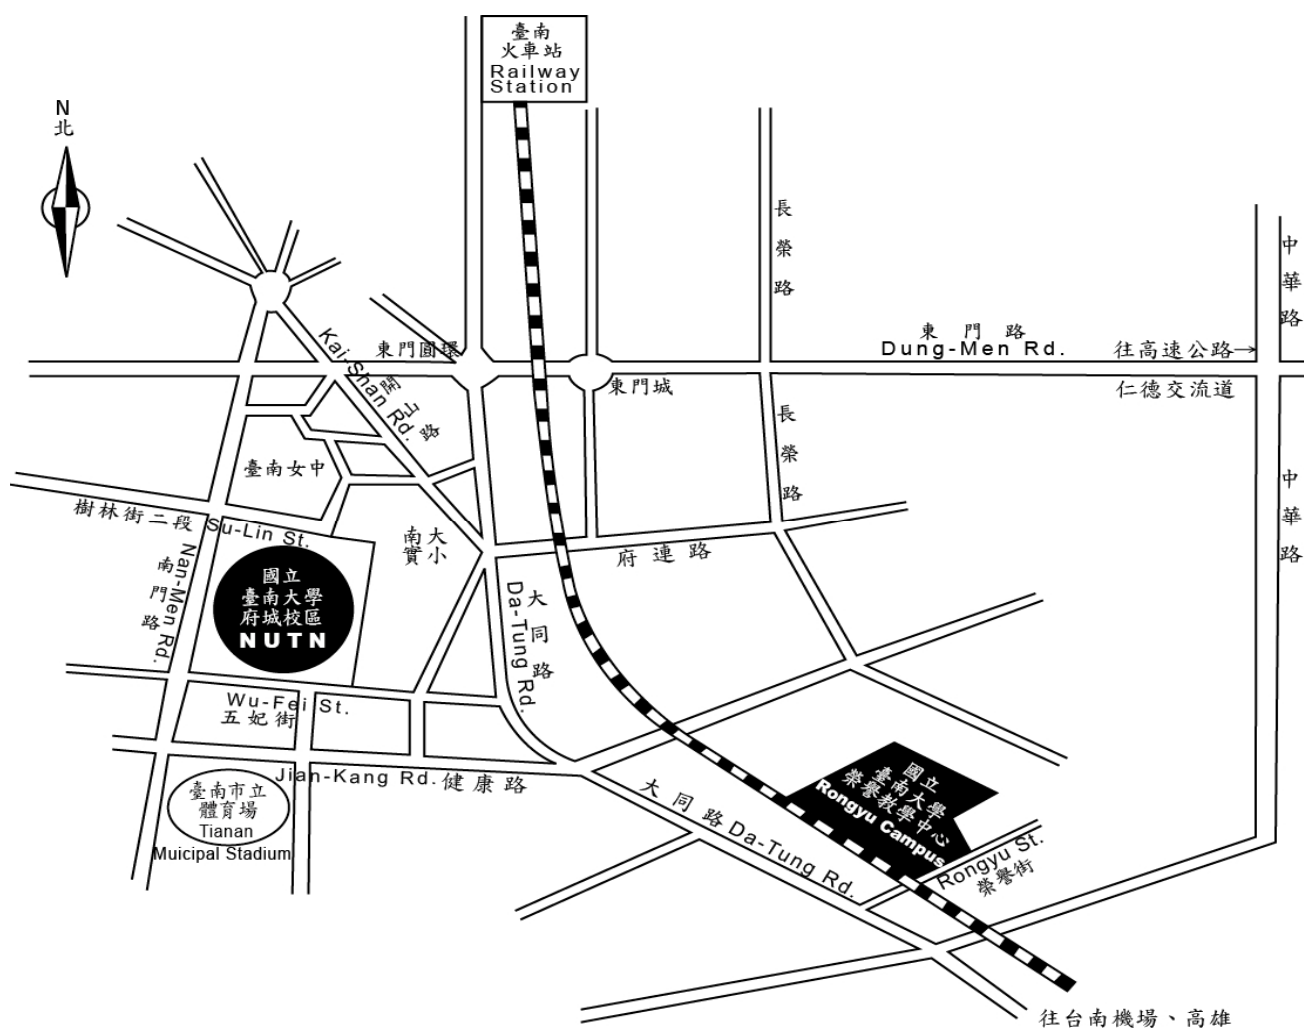 臺南
火車站
Railway
Station
N
北
長榮路
中華路
東門路
Dung-Men Rd.
往高速公路→
仁德交流道
東門圓環
東門城
Kai-Shan Rd.
開山路
長榮路
中華路
臺南女中
樹林街二段
Su-Lin St.
南大
實小
府連路
Nan-Men Rd.
南門路
國立
臺南大學
府城校區
NUTN
大同路
Da-Tung Rd.
Wu-Fei St.
五妃街
Jian-Kang Rd. 健康路
臺南市立
體育場
Tianan
Muicipal Stadium
大同路 Da-Tung Rd.
國立
臺南大學
榮譽教學中心
Rongyu Campus
Rongyu St.
榮譽街
往台南機場、高雄